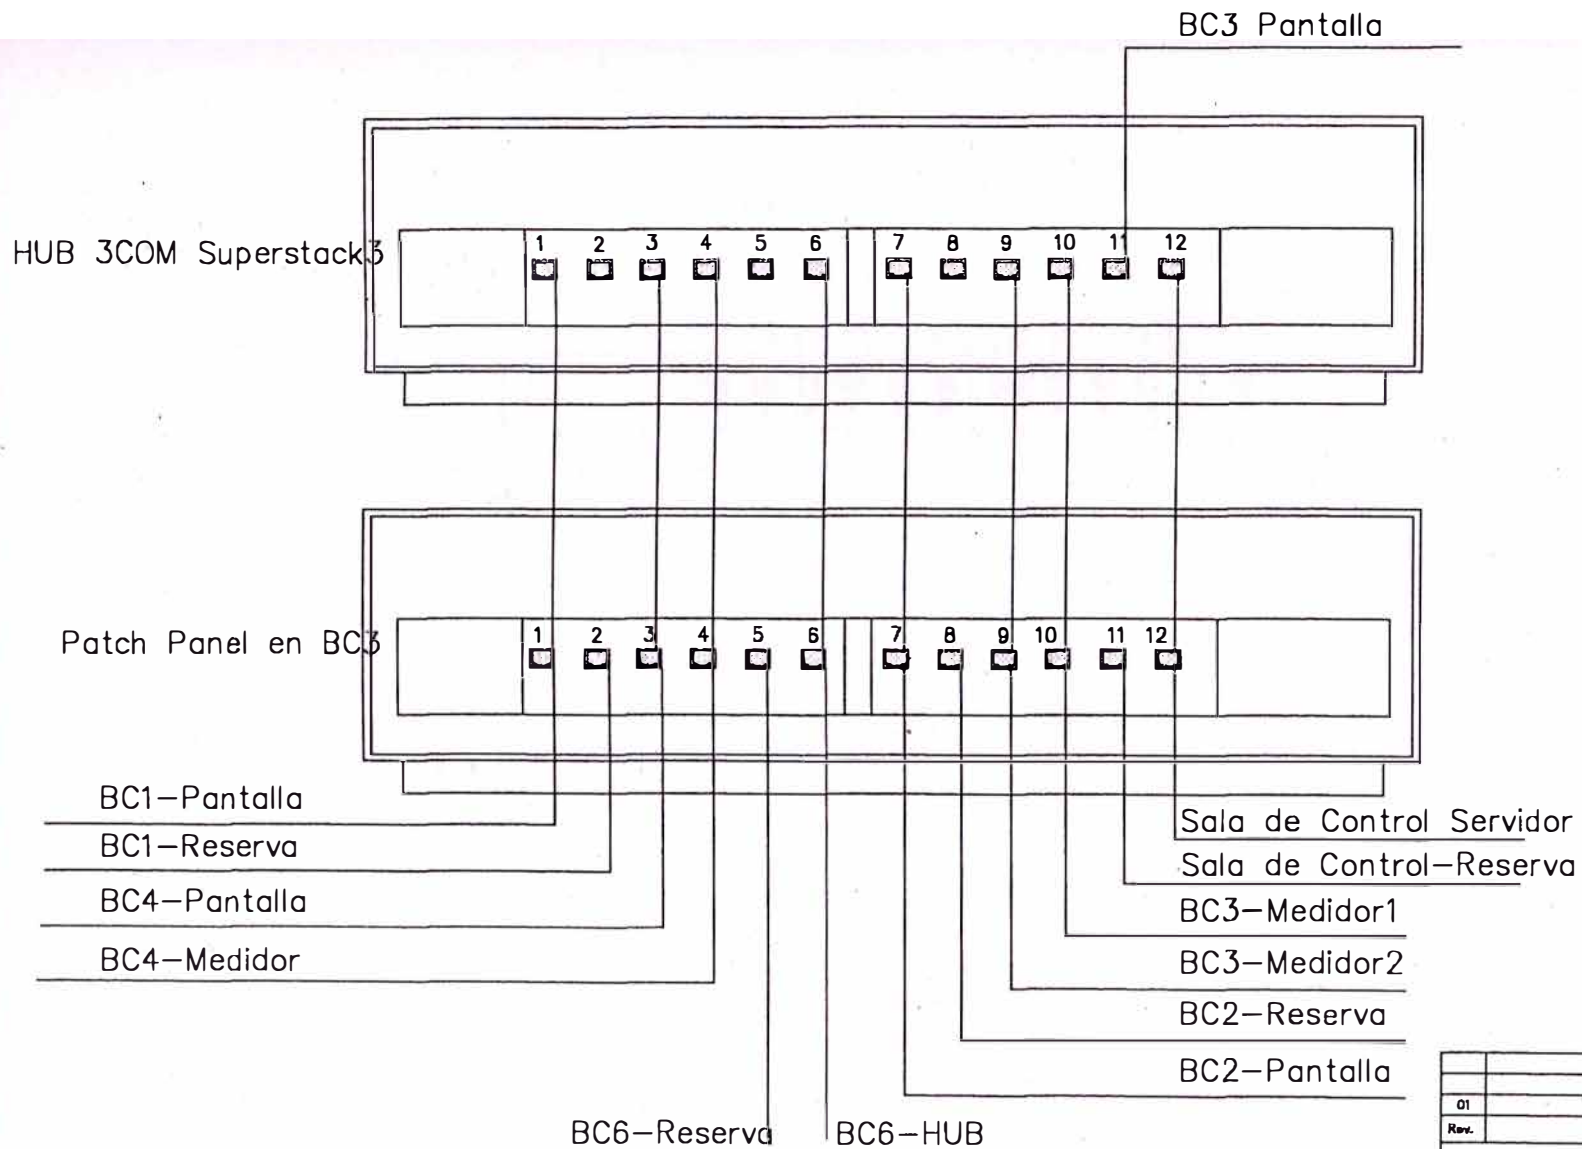 BC3 Pantalla
HUB 3COM Superstack3
1 2 3 4 5 6 7 8 9 10 11 12
Patch Panel en BC3
1 2 3 4 5 6 7 8 9 10 11 12
BC1-Pantalla
BC1-Reserva
BC4-Pantalla
BC4-Medidor
Sala de Control Servidor
Sala de Control-Reserva
BC3-Medidor1
BC3-Medidor2
BC2-Reserva
BC2-Pantalla
BC6-Reserva
BC6-HUB
01
Rev.